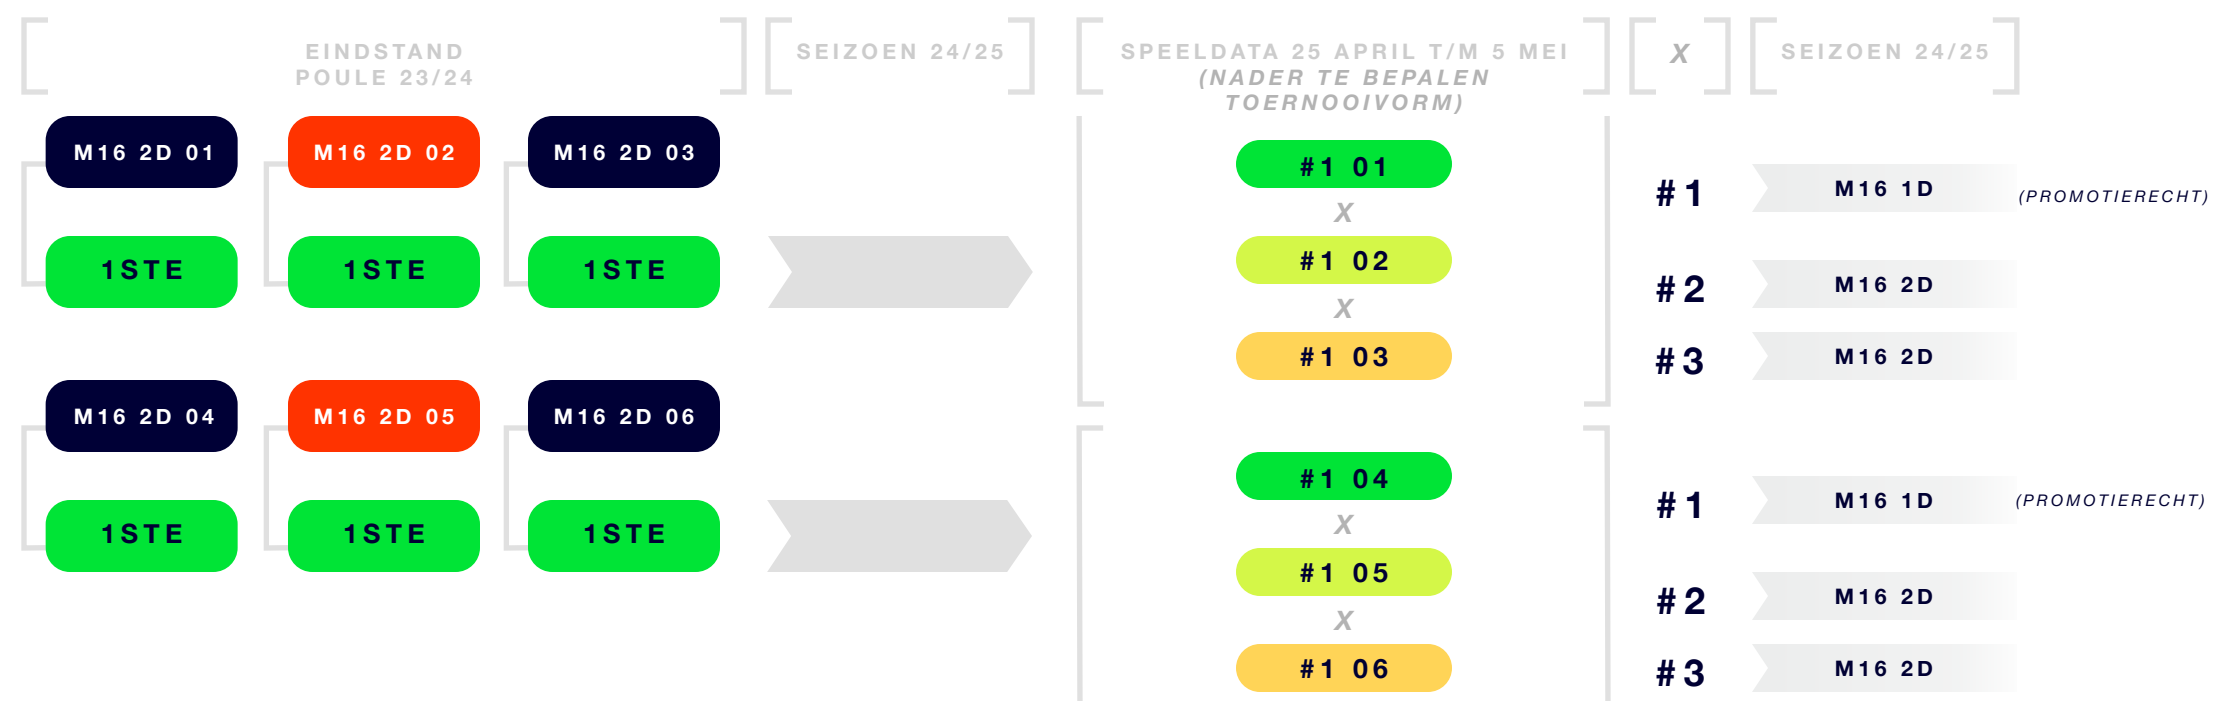 EINDSTAND
POULE 23/24
SEIZOEN 24/25
SPEELDATA 25 APRIL T/M 5 MEI
(NADER TE BEPALEN
TOERNOOIVORM)
X
SEIZOEN 24/25
M16 2D 01
M16 2D 02
M16 2D 03
1STE
1STE
1STE
M16 2D 04
M16 2D 05
M16 2D 06
1STE
1STE
1STE
#1 01
X
#1 02
X
#1 03
#1
M16 1D
(PROMOTIERECHT)
#2
M16 2D
#3
M16 2D
#1 04
X
#1 05
X
#1 06
#1
M16 1D
(PROMOTIERECHT)
#2
M16 2D
#3
M16 2D